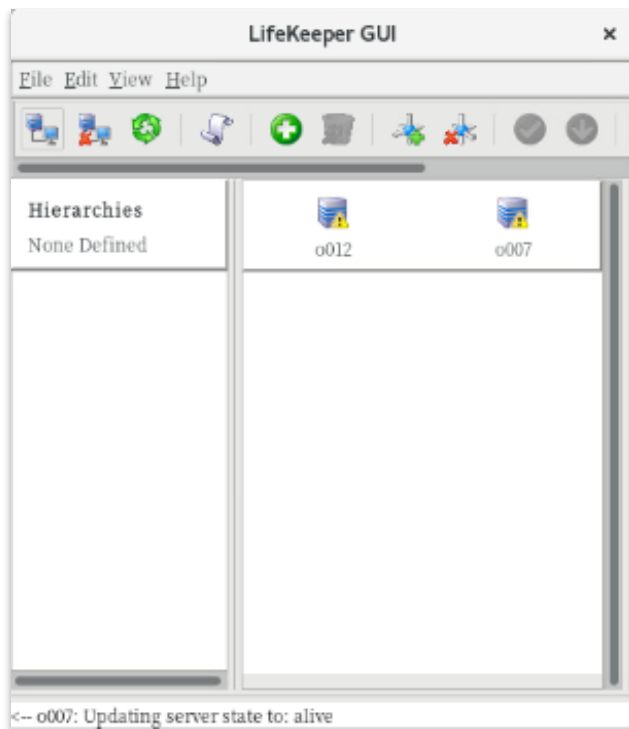 LifeKeeper GUI
File Edit View Help
Hierarchies
None Defined
o012
o007
<-- o007: Updating server state to: alive